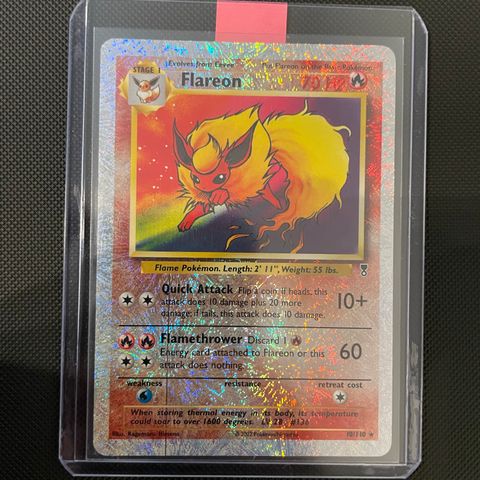 Evolves from Eevee Put Flareon on the Basic Pokémon
STAGE 1
Flareon 70 HP
Flame Pokémon. Length: 2' 11", Weight: 55 lbs.
Quick Attack Flip a coin. If heads, this
attack does 10 damage plus 20 more
damage; if tails, this attack does 10 damage.
10+
Flamethrower Discard 1
Energy card attached to Flareon or this
attack does nothing.
60
weakness resistance retreat cost
When storing thermal energy in its body, its temperature
could soar to over 1600 degrees. LV. 28 #136
Illus. Kagemaru Himeno ©2002 10/110 ★